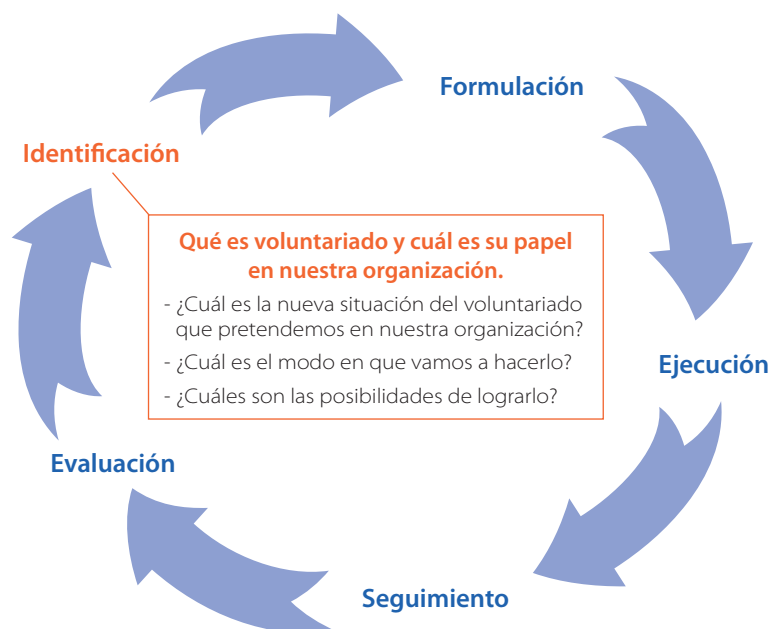 Formulación
Identificación
Qué es voluntariado y cuál es su papel
en nuestra organización.
- ¿Cuál es la nueva situación del voluntariado
que pretendemos en nuestra organización?
- ¿Cuál es el modo en que vamos a hacerlo?
- ¿Cuáles son las posibilidades de lograrlo?
Ejecución
Evaluación
Seguimiento